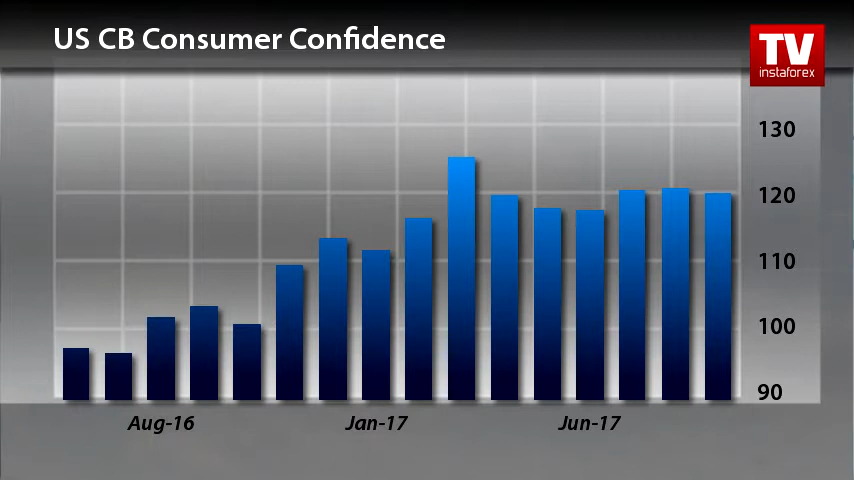 US CB Consumer Confidence
TV
instaforex
130
120
110
100
90
Aug-16
Jan-17
Jun-17